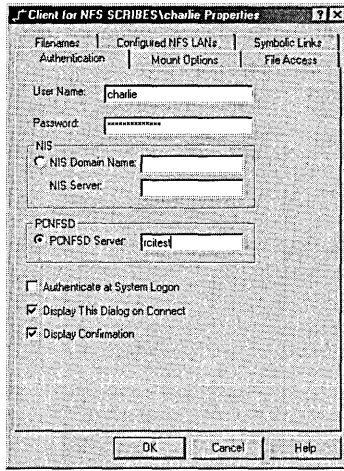 Client for NFS SCRIBES\charlie Properties
Filenames Configured NFS LANs Symbolic Links
Authentication Mount Options File Access
User Name: charlie
Password: *************
NIS
NIS Domain Name:
NIS Server:
PCNFSD
PCNFSD Server rcitest
Authenticate at System Logon
Display This Dialog on Connect
Display Confirmation
OK Cancel Help